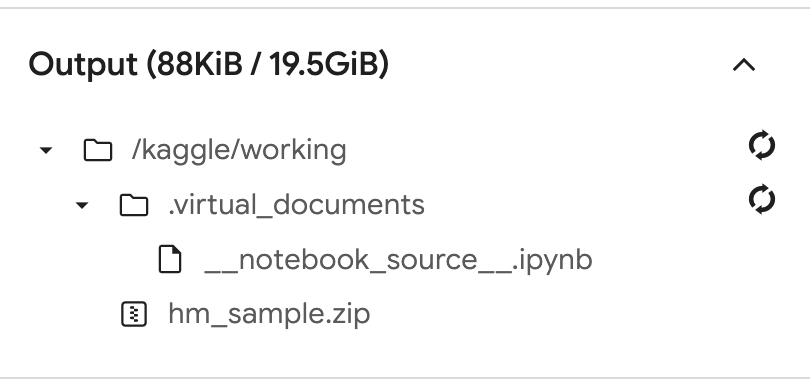 Output (88KiB / 19.5GiB)
/kaggle/working
.virtual_documents
__notebook_source__.ipynb
hm_sample.zip